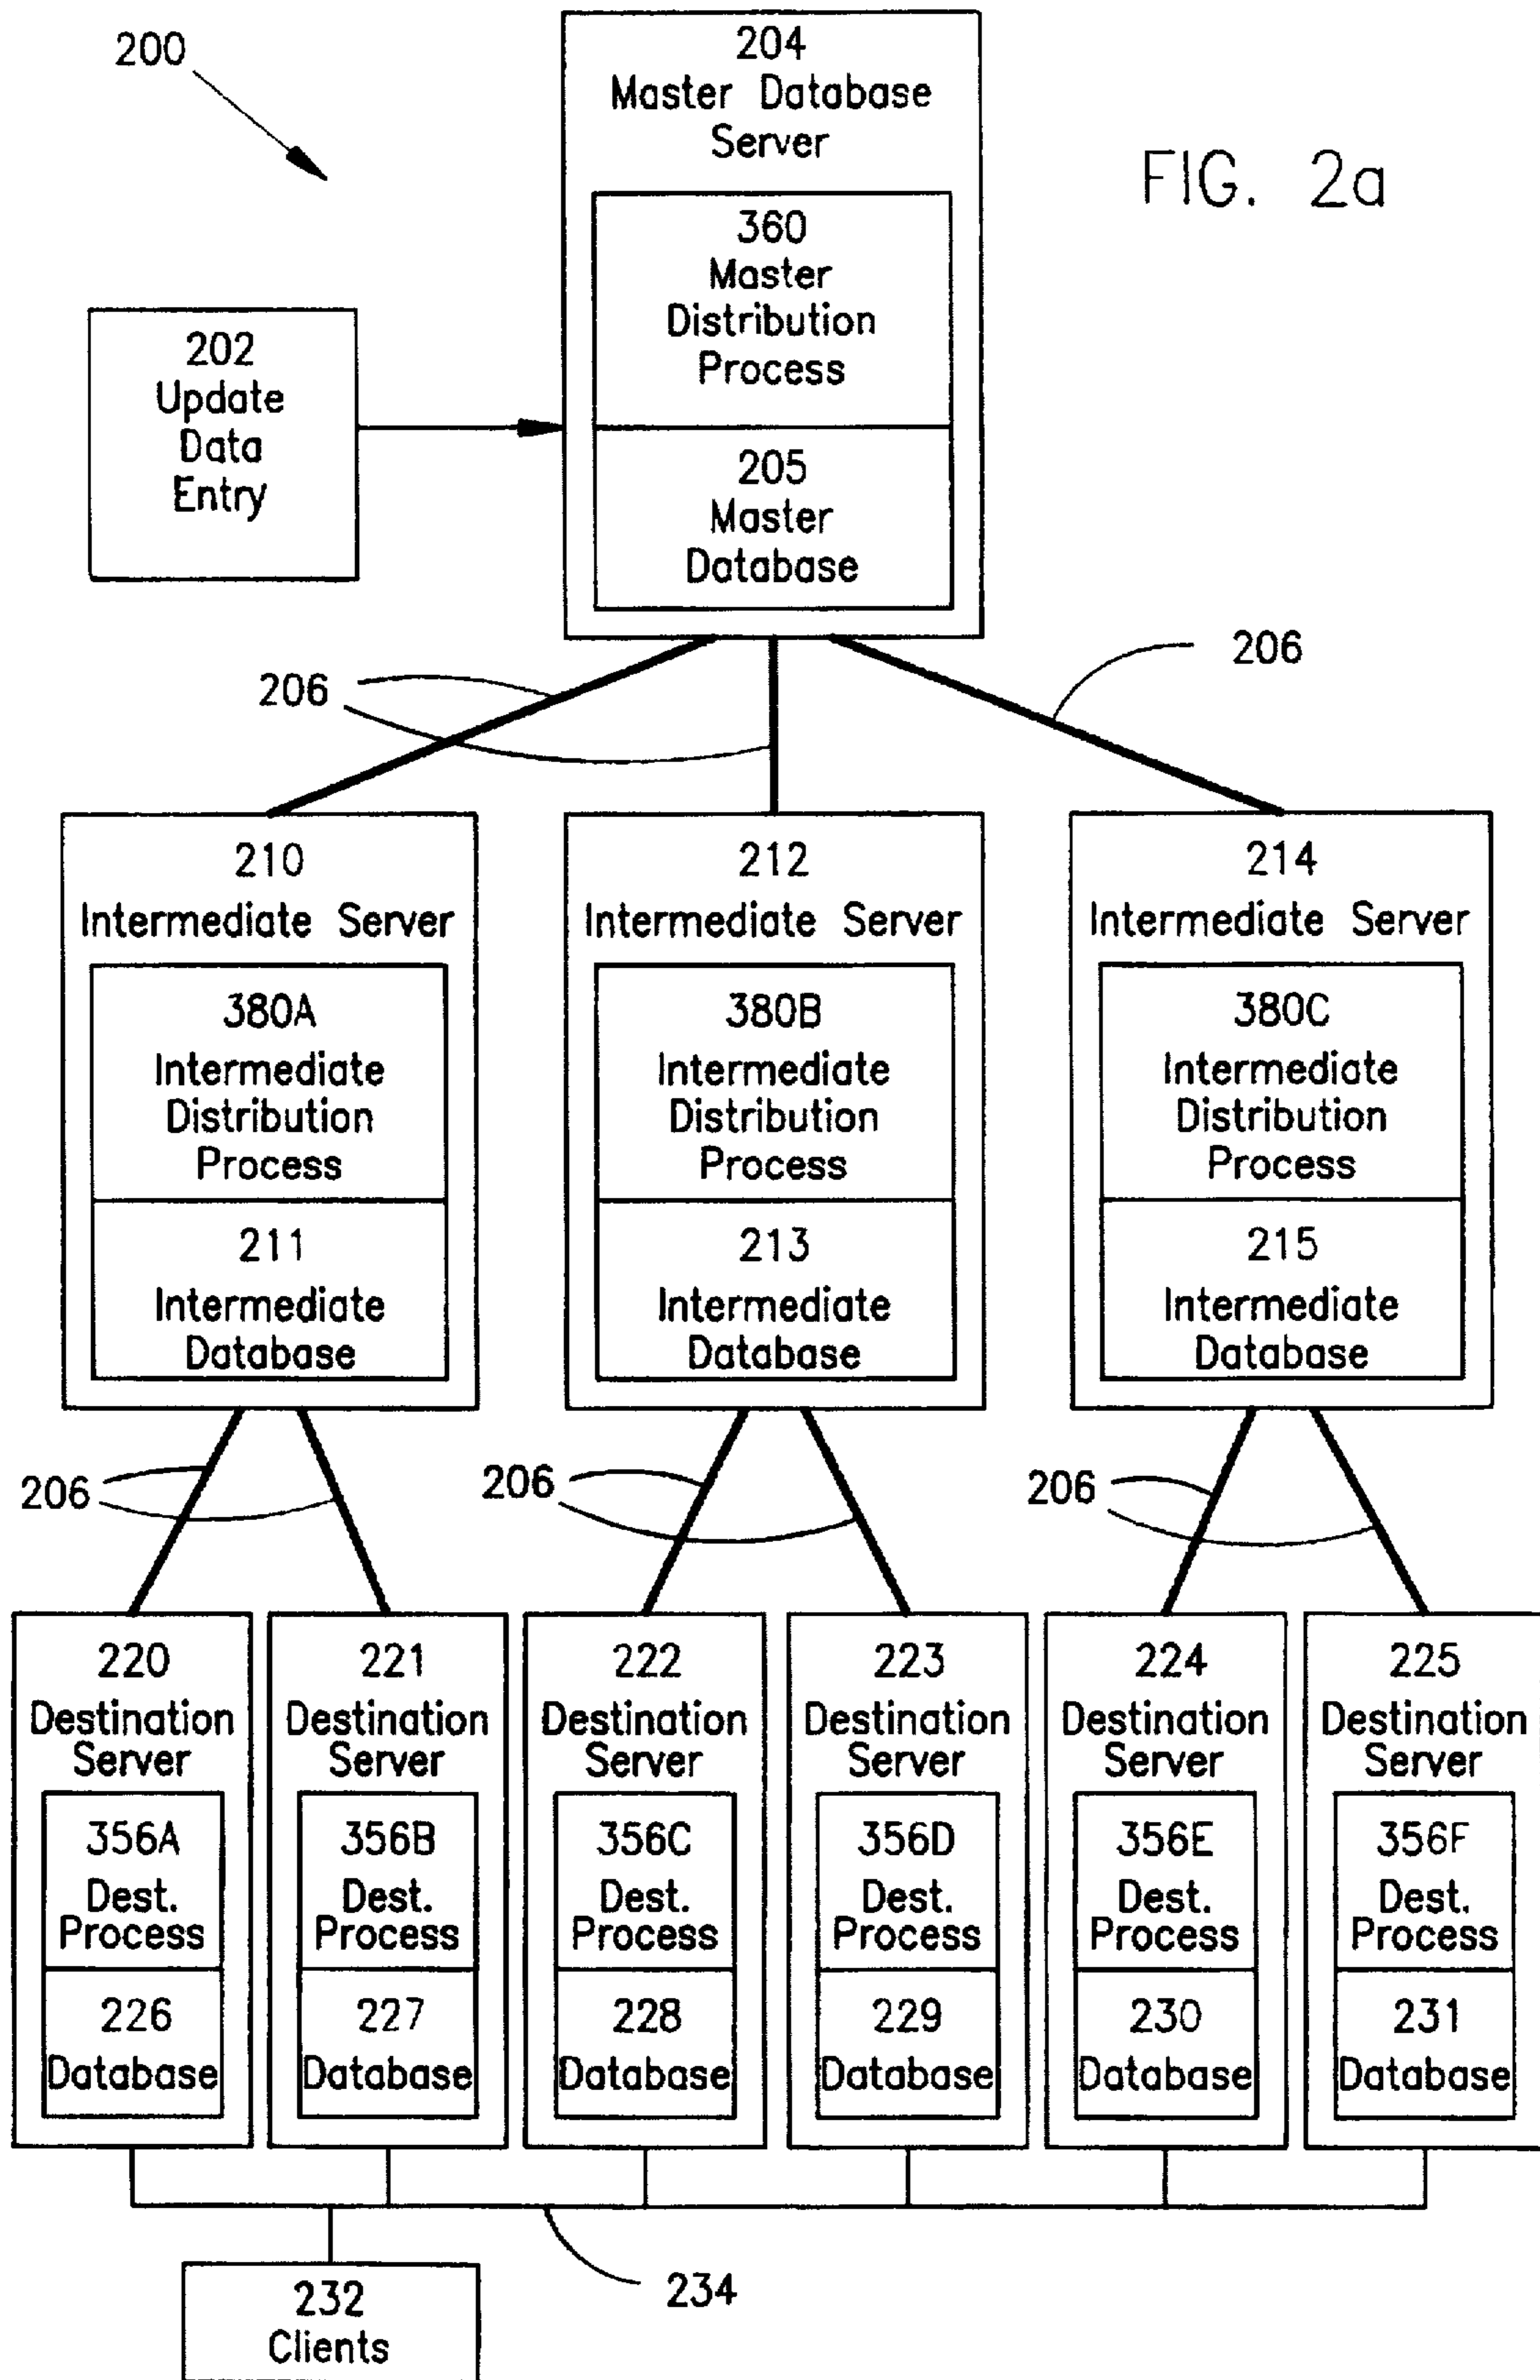 200
204
Master Database
Server
FIG. 2a
360
Master
Distribution
Process
202
Update
Data
Entry
205
Master
Database
206
206
210
Intermediate Server
380A
Intermediate
Distribution
Process
211
Intermediate
Database
212
Intermediate Server
380B
Intermediate
Distribution
Process
213
Intermediate
Database
214
Intermediate Server
380C
Intermediate
Distribution
Process
215
Intermediate
Database
206
206
206
220
Destination
Server
356A
Dest.
Process
226
Database
221
Destination
Server
356B
Dest.
Process
227
Database
222
Destination
Server
356C
Dest.
Process
228
Database
223
Destination
Server
356D
Dest.
Process
229
Database
224
Destination
Server
356E
Dest.
Process
230
Database
225
Destination
Server
356F
Dest.
Process
231
Database
234
232
Clients